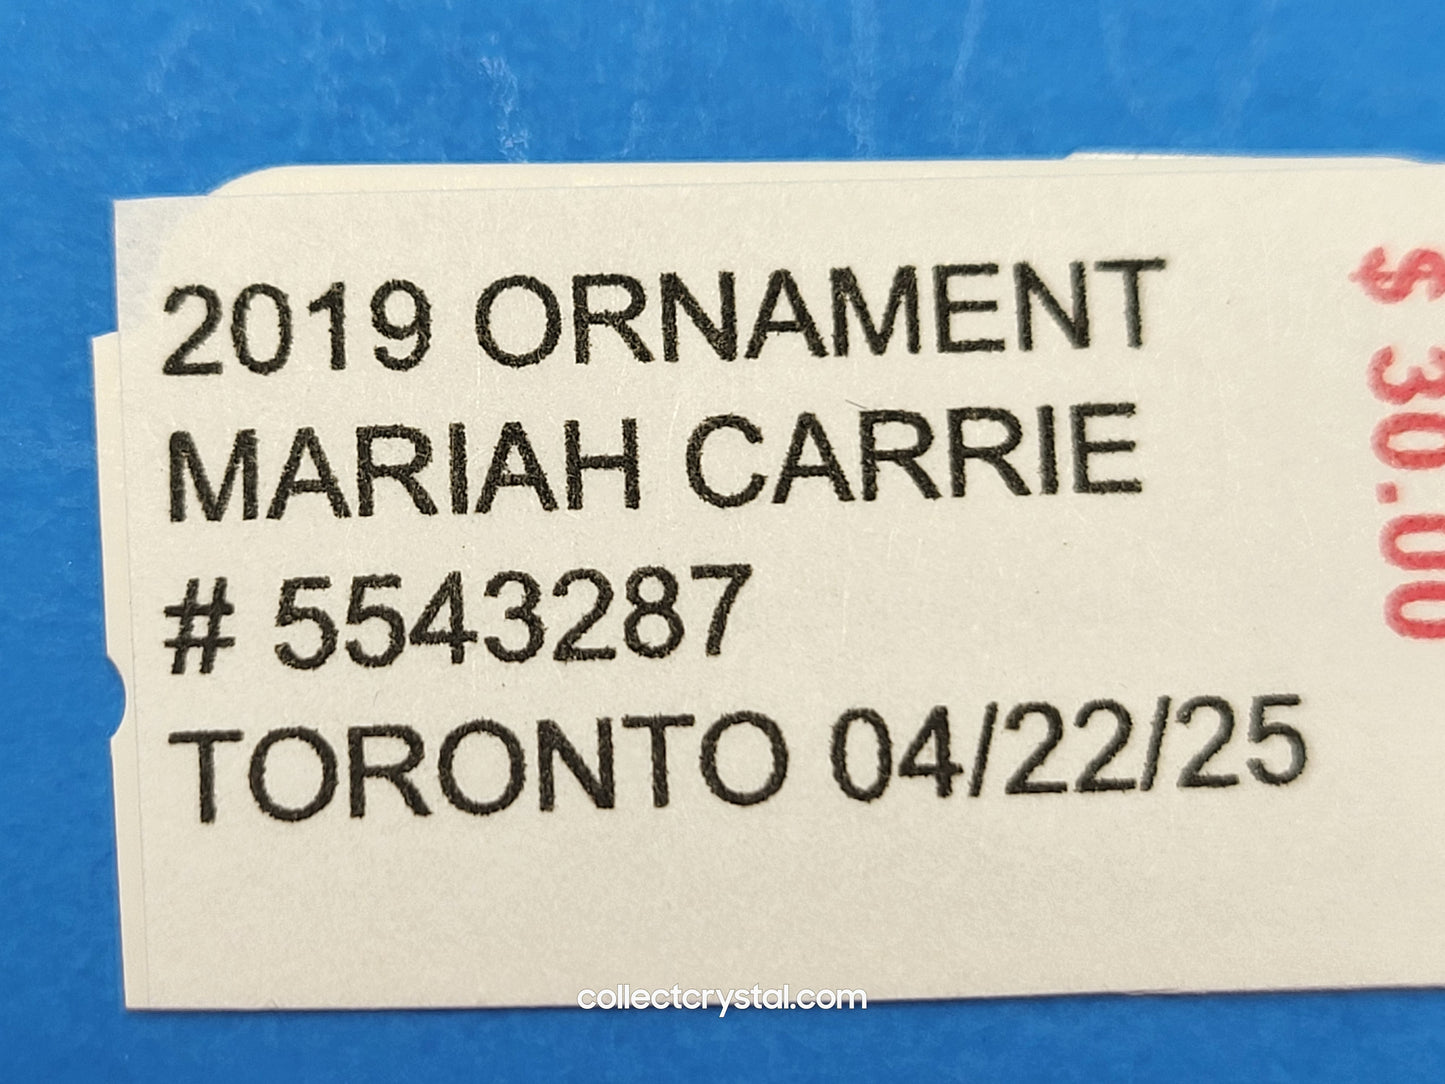 2019 ORNAMENT
MARIAH CARRIE
# 5543287
TORONTO 04/22/25
$ 30.00
collectcrystal.com